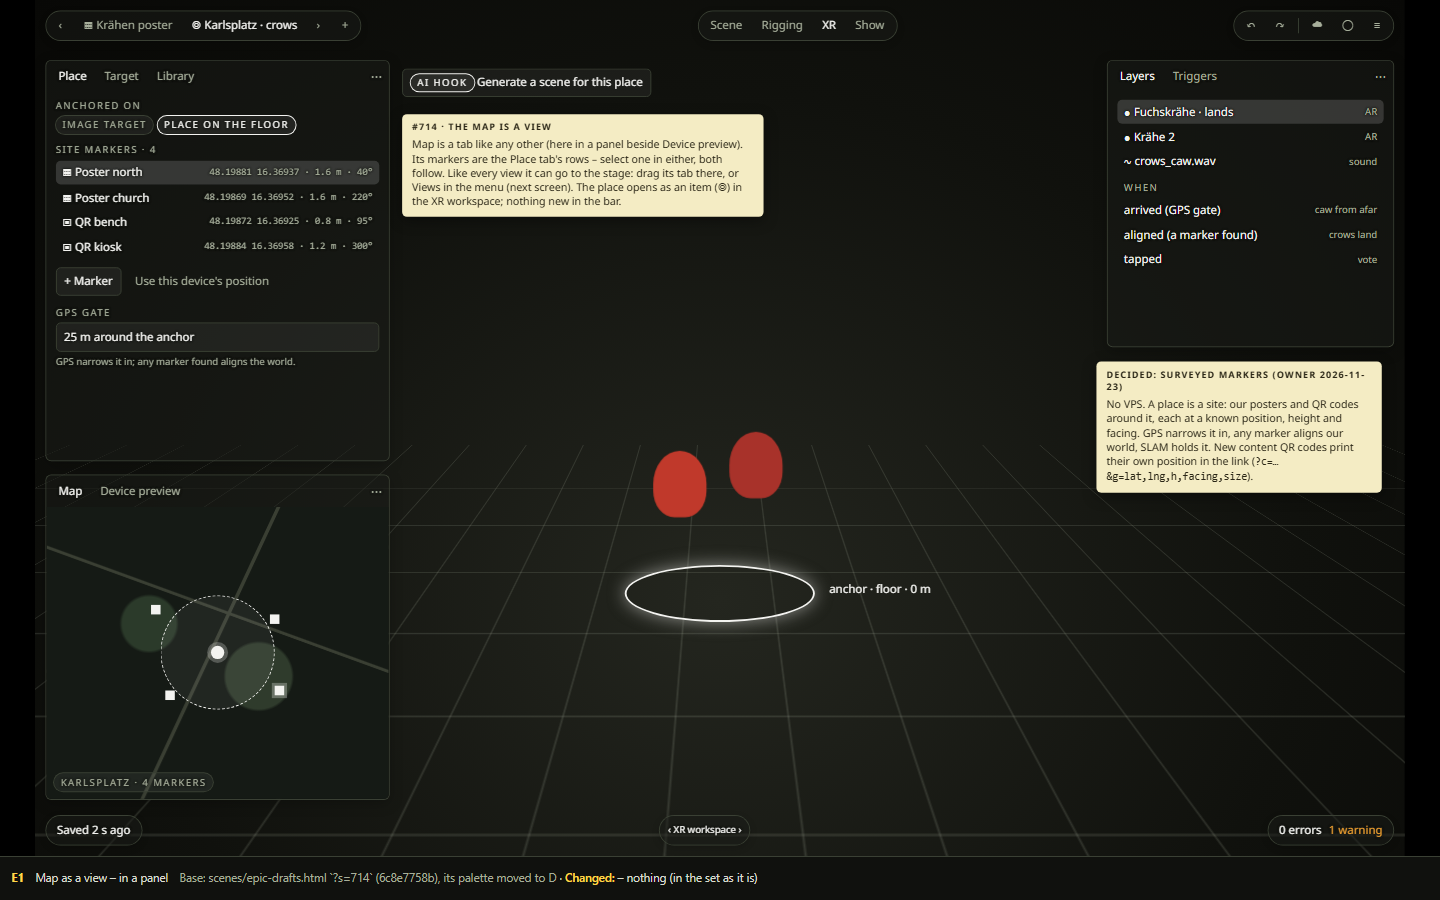 ‹ Krähen poster Karlsplatz · crows › +
Scene Rigging XR Show
Place Target Library ···
ANCHORED ON
IMAGE TARGET PLACE ON THE FLOOR
SITE MARKERS · 4
Poster north 48.19881 16.36937 · 1.6 m · 40°
Poster church 48.19869 16.36952 · 1.6 m · 220°
QR bench 48.19872 16.36925 · 0.8 m · 95°
QR kiosk 48.19884 16.36958 · 1.2 m · 300°
+ Marker Use this device's position
GPS GATE
25 m around the anchor
GPS narrows it in; any marker found aligns the world.
AI HOOK Generate a scene for this place
#714 · THE MAP IS A VIEW
Map is a tab like any other (here in a panel beside Device preview).
Its markers are the Place tab's rows – select one in either, both
follow. Like every view it can go to the stage: drag its tab there, or
Views in the menu (next screen). The place opens as an item (◎) in
the XR workspace; nothing new in the bar.
Layers Triggers ···
● Fuchskrähe · lands AR
● Krähe 2 AR
∿ crows_caw.wav sound
WHEN
arrived (GPS gate) caw from afar
aligned (a marker found) crows land
tapped vote
DECIDED: SURVEYED MARKERS (OWNER 2026-11-
23)
No VPS. A place is a site: our posters and QR codes
around it, each at a known position, height and
facing. GPS narrows it in, any marker aligns our
world, SLAM holds it. New content QR codes print
their own position in the link (?c=…
&g=lat,lng,h,facing,size).
anchor · floor · 0 m
Map Device preview ···
KARLSPLATZ · 4 MARKERS
Saved 2 s ago
‹ XR workspace ›
0 errors 1 warning
E1 Map as a view – in a panel Base: scenes/epic-drafts.html `?s=714` (6c8e7758b), its palette moved to D · Changed: – nothing (in the set as it is)